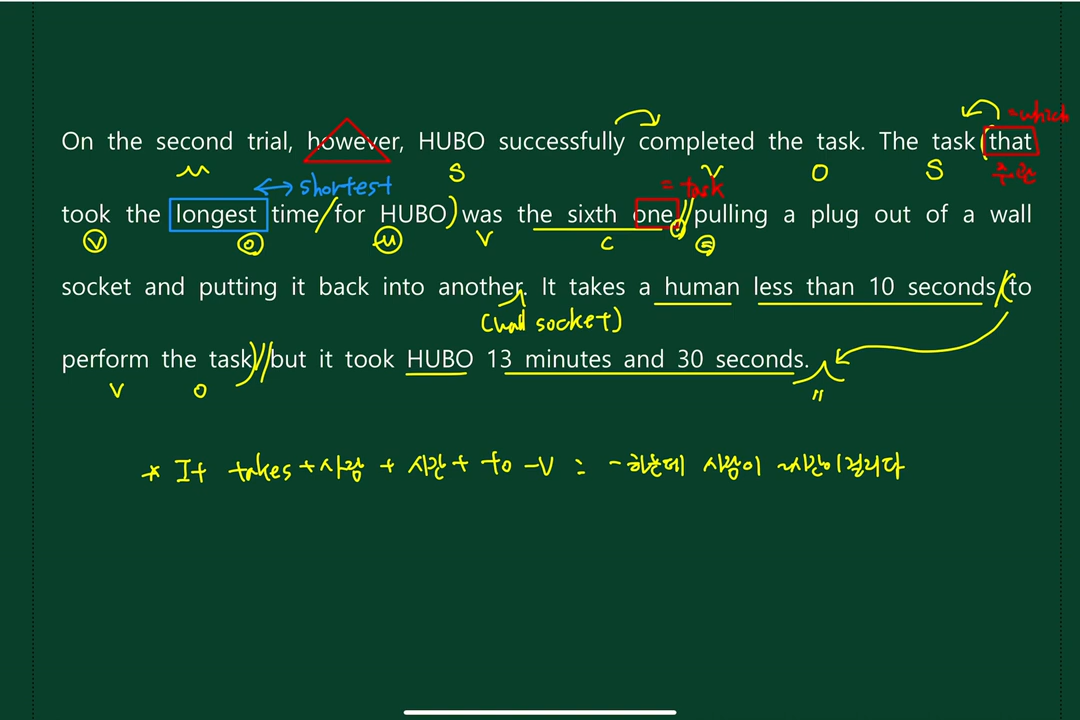 =which
On the second trial, however, HUBO successfully completed the task. The task (that
M S V O S 주관
↔ shortest = task
took the longest time/for HUBO) was the sixth one,//pulling a plug out of a wall
V O M V C =
socket and putting it back into another. It takes a human less than 10 seconds/(to
(wall socket)
perform the task)//but it took HUBO 13 minutes and 30 seconds.
V O "
* It takes +사람 + 시간 + to -V = ~하는데 사람이 ~시간이 걸리다